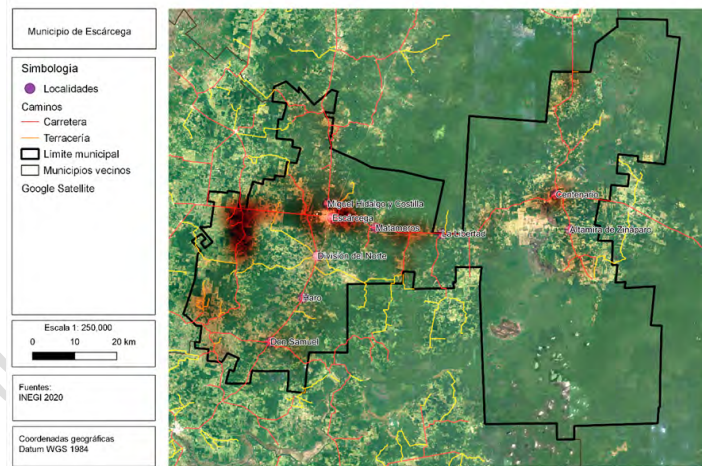 Municipio de Escárcega
Simbologia
Localidades
Caminos
Carretera
Terracería
Límite municipal
Municipios vecinos
Google Satellite
Escala 1: 250,000
0 10 20 km
Fuentes:
INEGI 2020
Coordenadas geográficas
Datum WGS 1984
Miguel Hidalgo y Costilla
Escárcega
Matamoros
La Libertad
Centenario
Altamira de Zináparo
División del Norte
Haro
Don Samuel